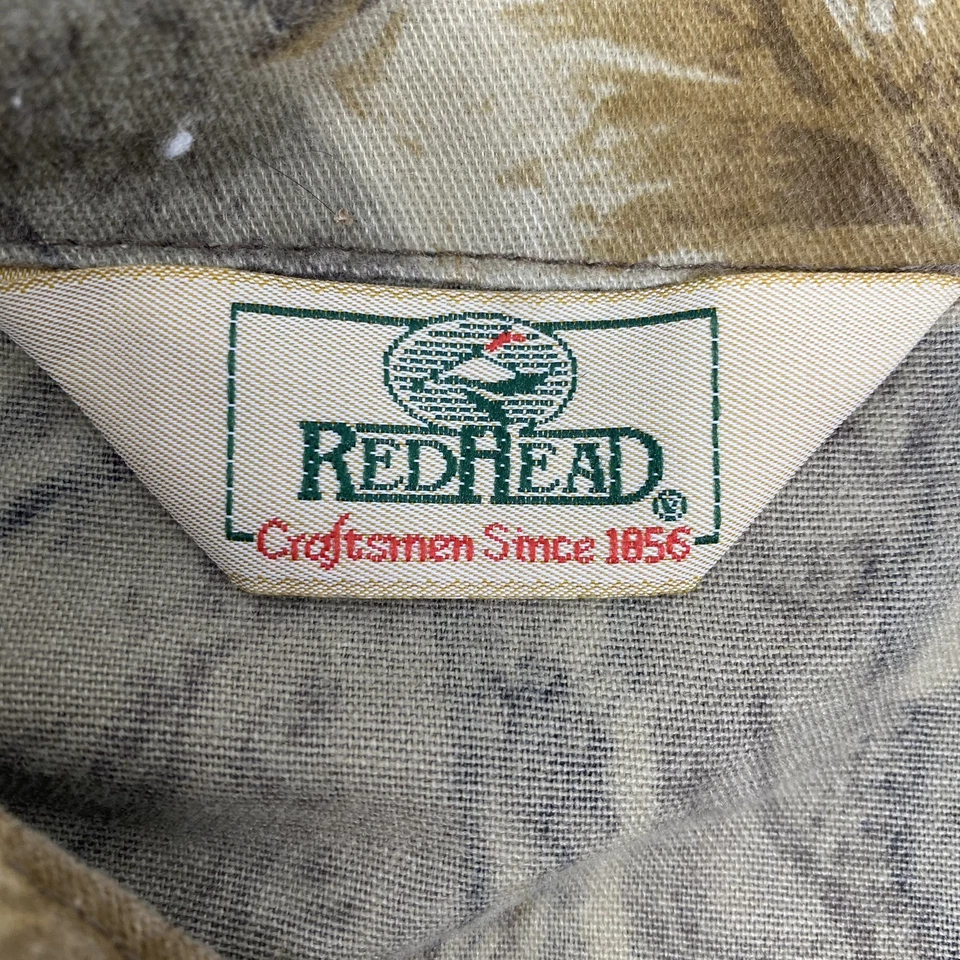 REDHEAD®
Craftsmen Since 1856